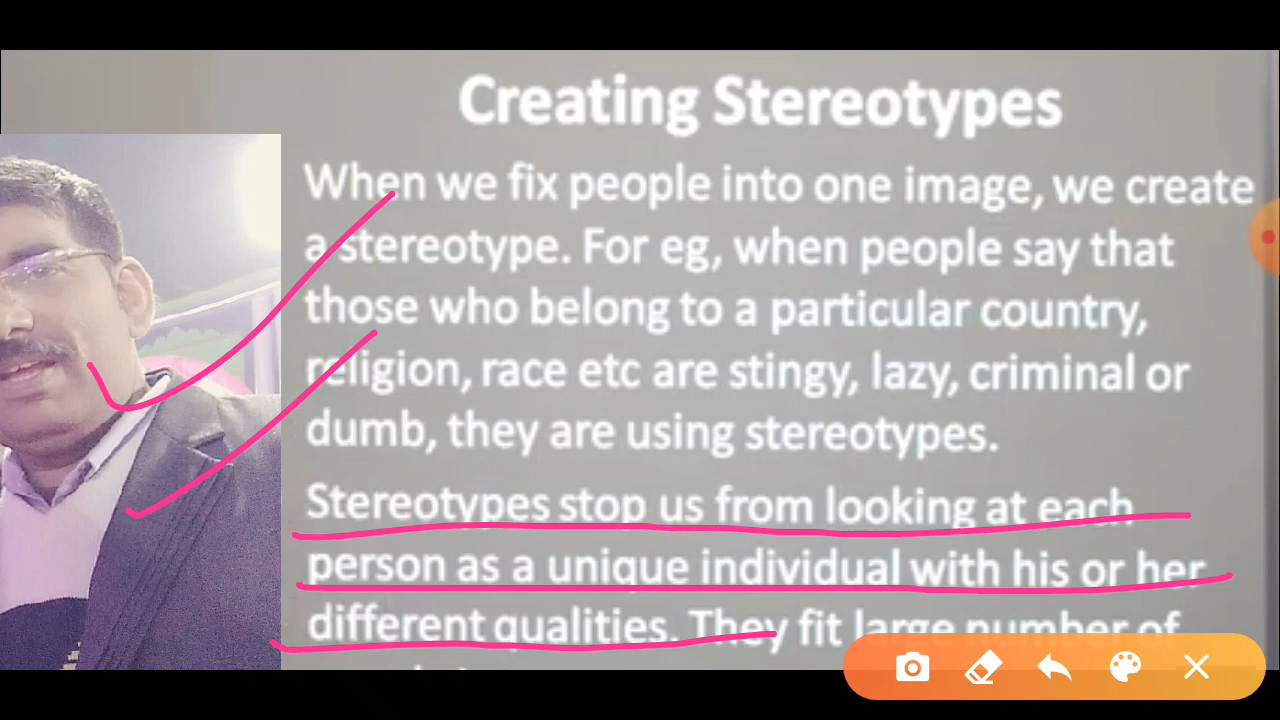 Creating Stereotypes
When we fix people into one image, we create
a stereotype. For eg, when people say that
those who belong to a particular country,
religion, race etc are stingy, lazy, criminal or
dumb, they are using stereotypes.
Stereotypes stop us from looking at each
person as a unique individual with his or her
different qualities. They fit large number of